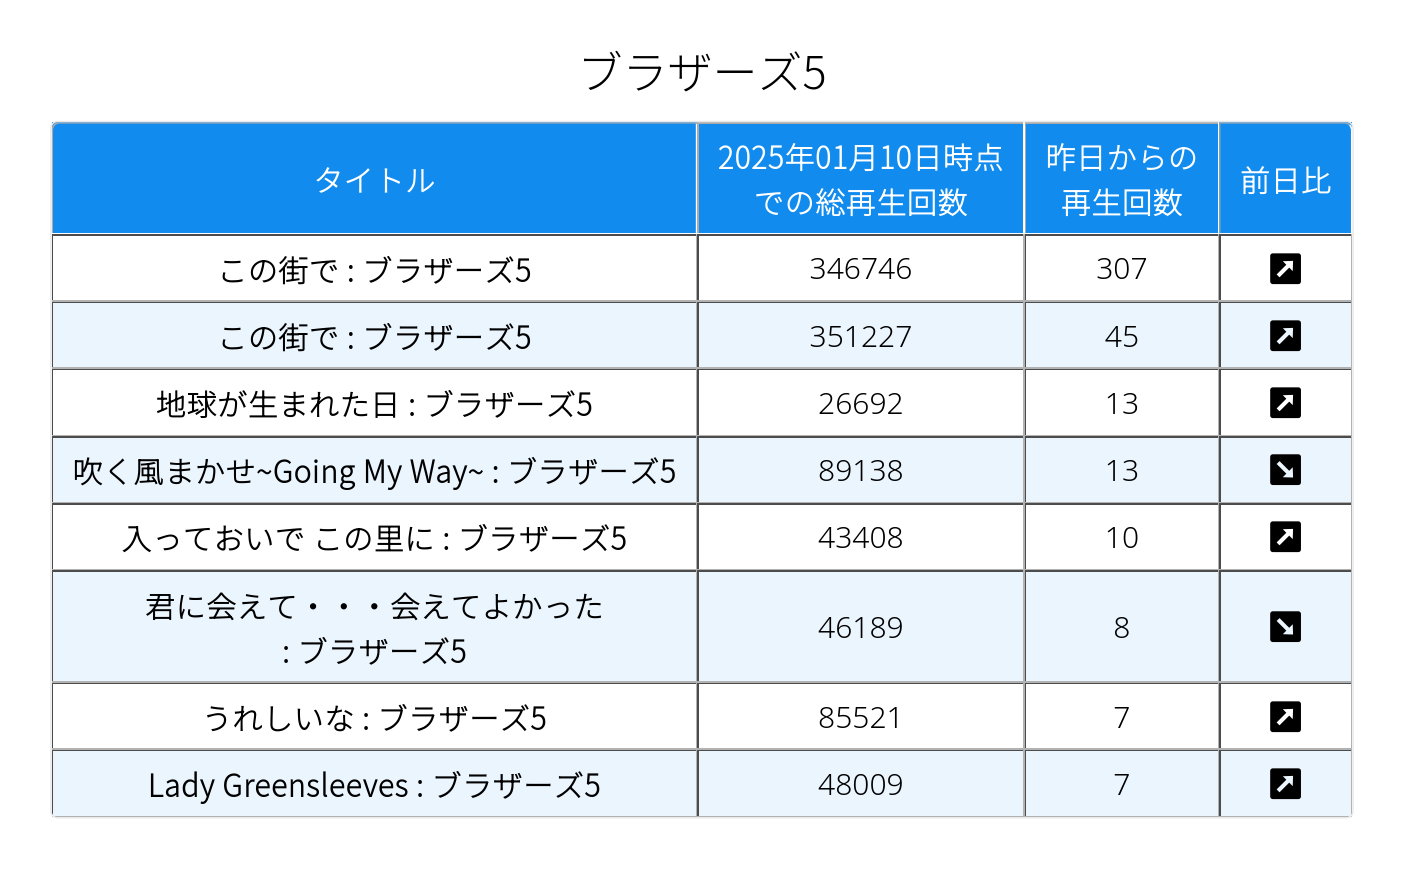 ブラザーズ5
タイトル
2025年01月10日時点
での総再生回数
昨日からの
再生回数
前日比
この街で : ブラザーズ5
346746
307
この街で : ブラザーズ5
351227
45
地球が生まれた日 : ブラザーズ5
26692
13
吹く風まかせ~Going My Way~ : ブラザーズ5
89138
13
入っておいで この里に : ブラザーズ5
43408
10
君に会えて・・・会えてよかった
: ブラザーズ5
46189
8
うれしいな : ブラザーズ5
85521
7
Lady Greensleeves : ブラザーズ5
48009
7